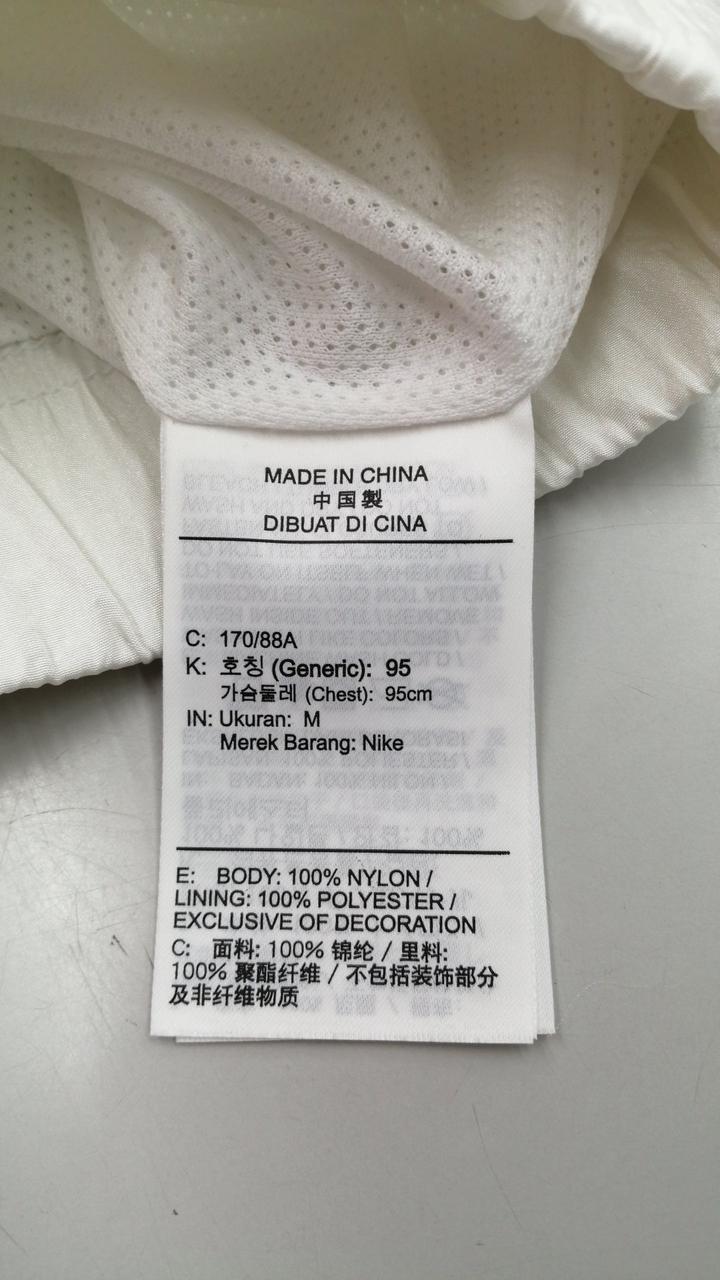 MADE IN CHINA
中国製
DIBUAT DI CINA
C: 170/88A
K: 호칭 (Generic): 95
가슴둘레 (Chest): 95cm
IN: Ukuran: M
Merek Barang: Nike
E: BODY: 100% NYLON /
LINING: 100% POLYESTER /
EXCLUSIVE OF DECORATION
C: 面料: 100% 锦纶 / 里料:
100% 聚酯纤维 / 不包括装饰部分
及非纤维物质